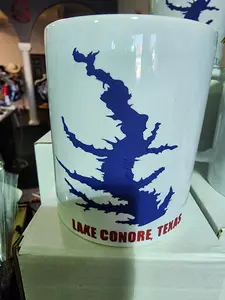 LAKE CONORE, TEXAS